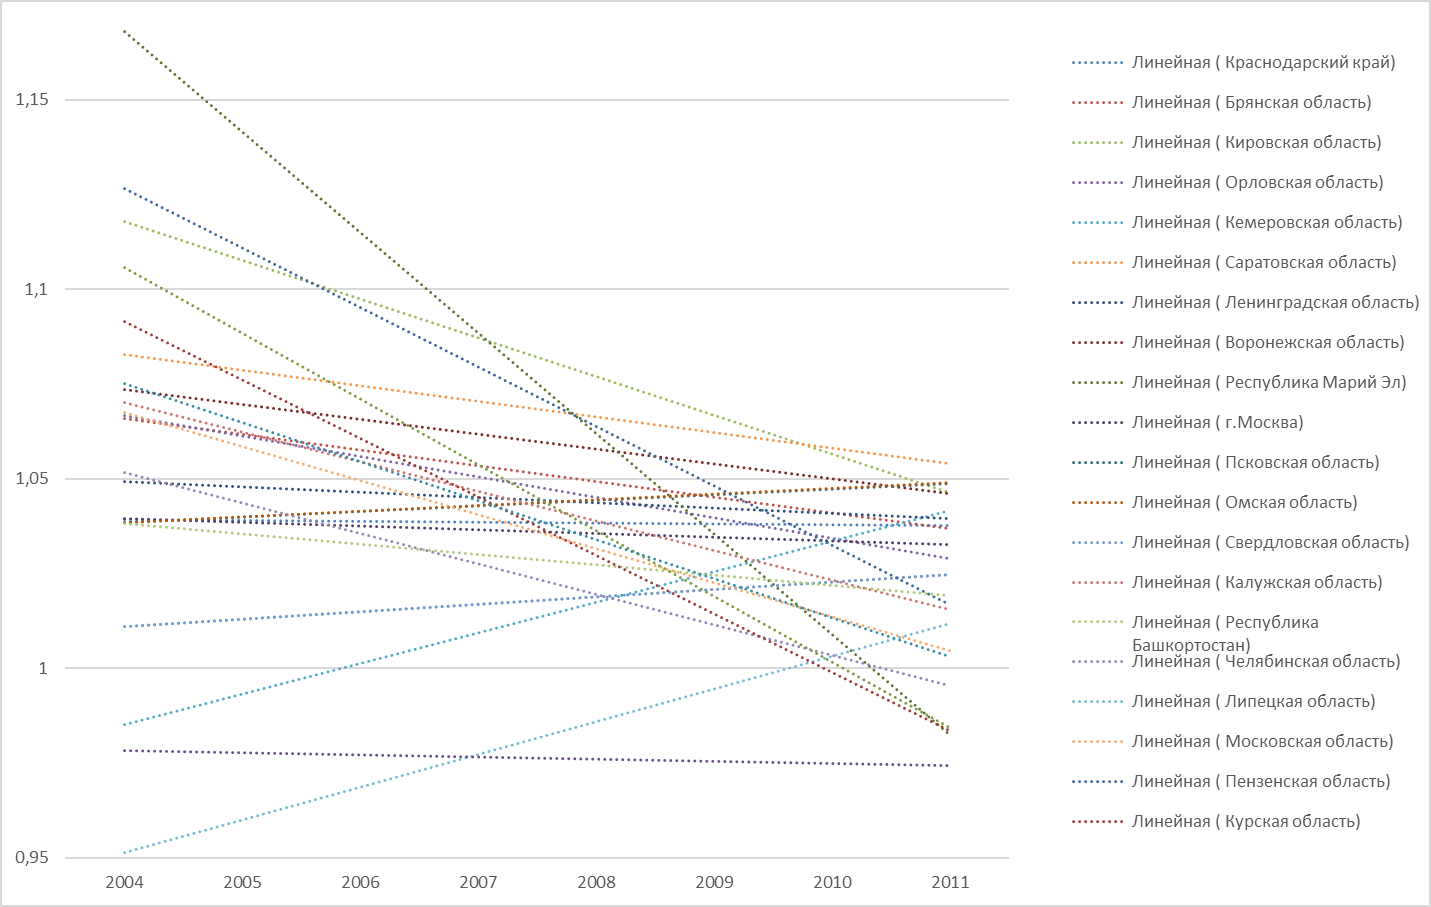 1,15
1,1
1,05
1
0,95
2004 2005 2006 2007 2008 2009 2010 2011
Линейная ( Краснодарский край)
Линейная ( Брянская область)
Линейная ( Кировская область)
Линейная ( Орловская область)
Линейная ( Кемеровская область)
Линейная ( Саратовская область)
Линейная ( Ленинградская область)
Линейная ( Воронежская область)
Линейная ( Республика Марий Эл)
Линейная ( г.Москва)
Линейная ( Псковская область)
Линейная ( Омская область)
Линейная ( Свердловская область)
Линейная ( Калужская область)
Линейная ( Республика
Башкортостан)
Линейная ( Челябинская область)
Линейная ( Липецкая область)
Линейная ( Московская область)
Линейная ( Пензенская область)
Линейная ( Курская область)